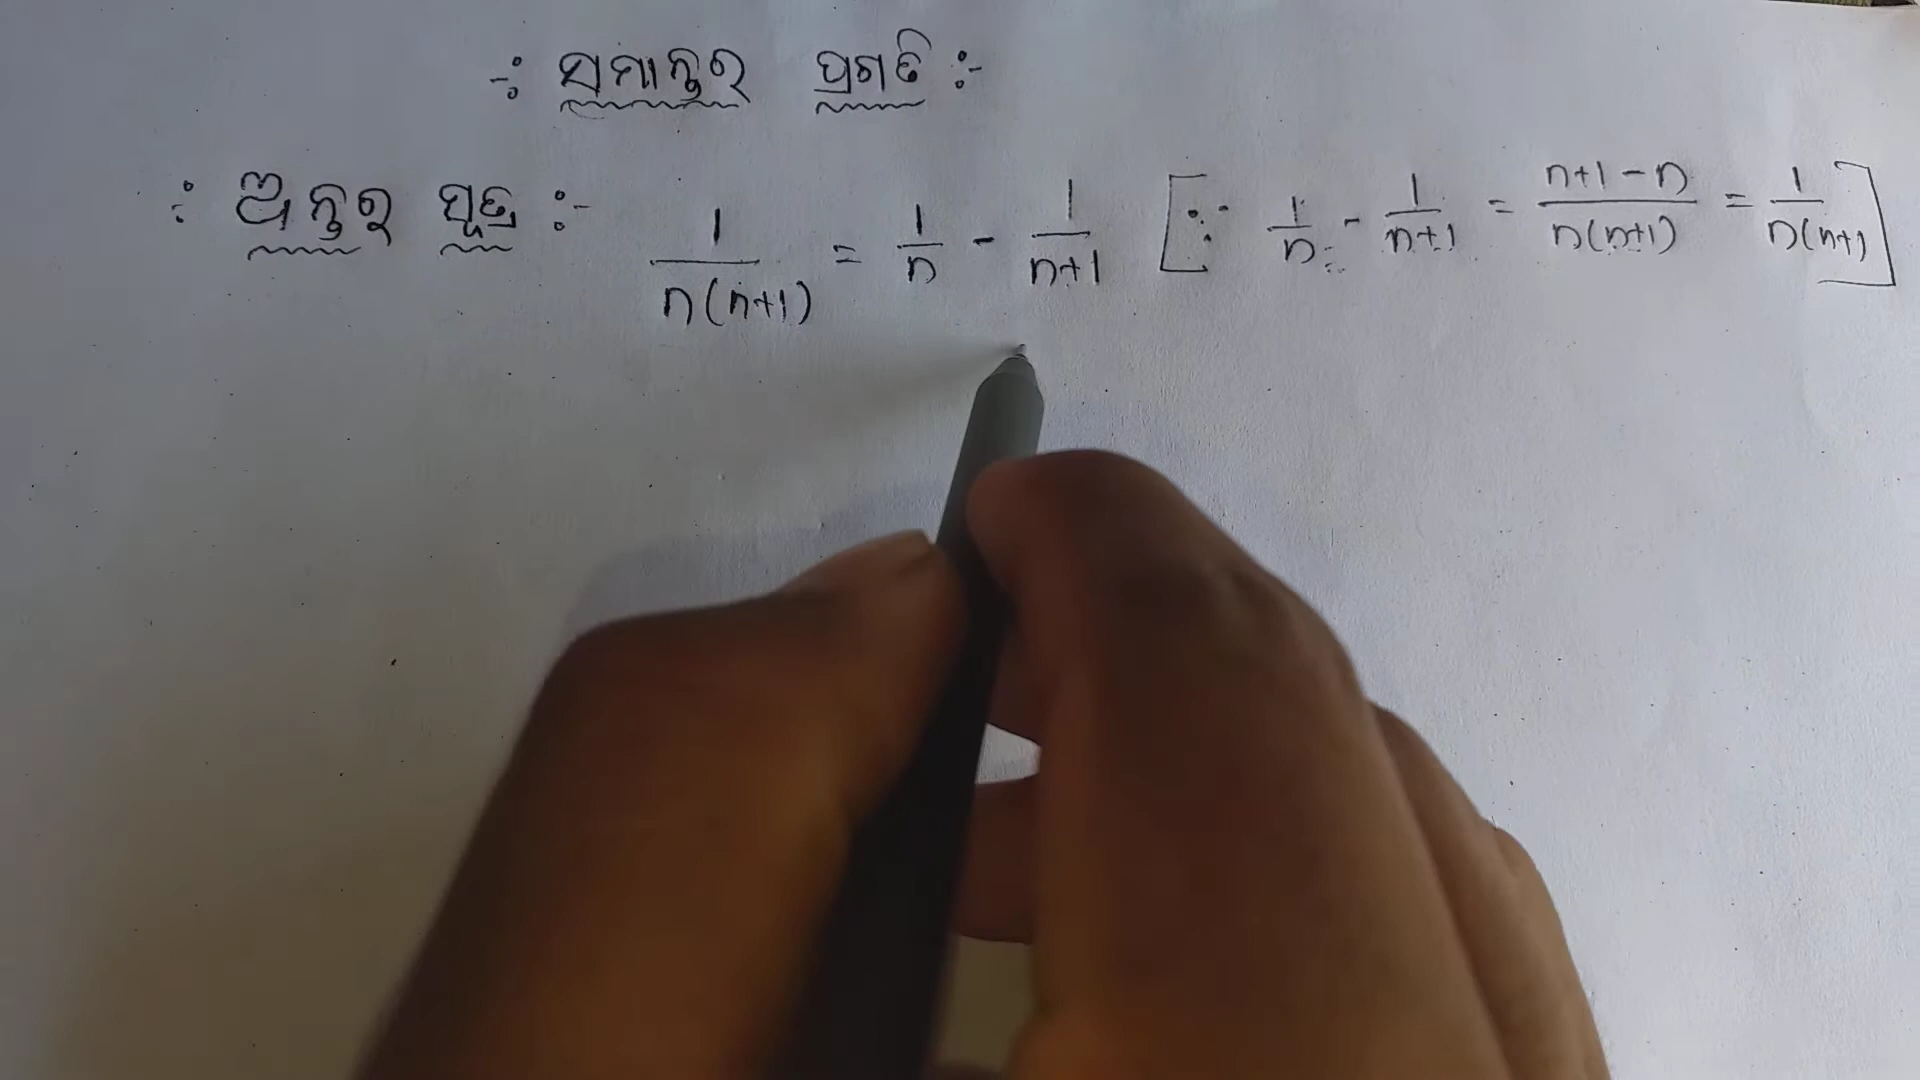 -: ସମାନ୍ତର ପ୍ରଗତି :-
: ଅନ୍ତର ସୂତ୍ର :- 1/n(n+1) = 1/n - 1/n+1 [∵ 1/n - 1/n+1 = n+1-n/n(n+1) = 1/n(n+1)]